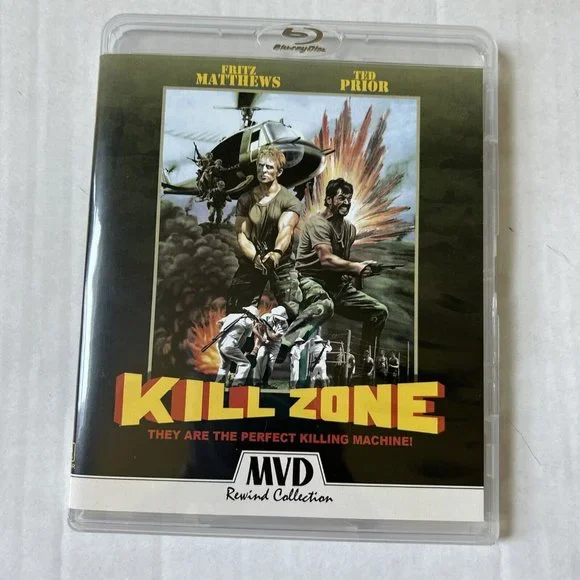 Blu-ray Disc
FRITZ
MATTHEWS
TED
PRIOR
KILL ZONE
THEY ARE THE PERFECT KILLING MACHINE!
MVD
Rewind Collection